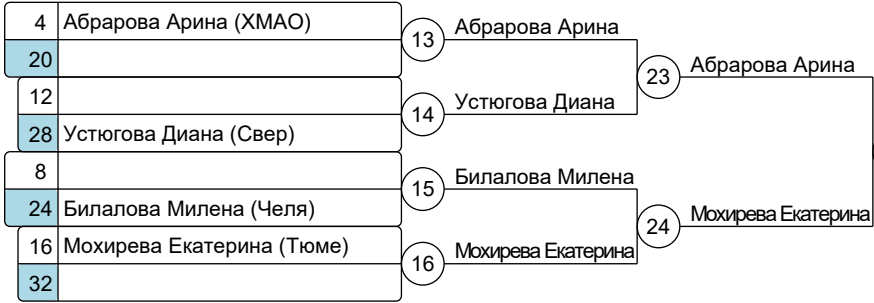 4 Абрарова Арина (ХМАО)
20
13 Абрарова Арина
12
28 Устюгова Диана (Свер)
14 Устюгова Диана
23 Абрарова Арина
8
24 Билалова Милена (Челя)
15 Билалова Милена
16 Мохирева Екатерина (Тюме)
32
16 Мохирева Екатерина
24 Мохирева Екатерина